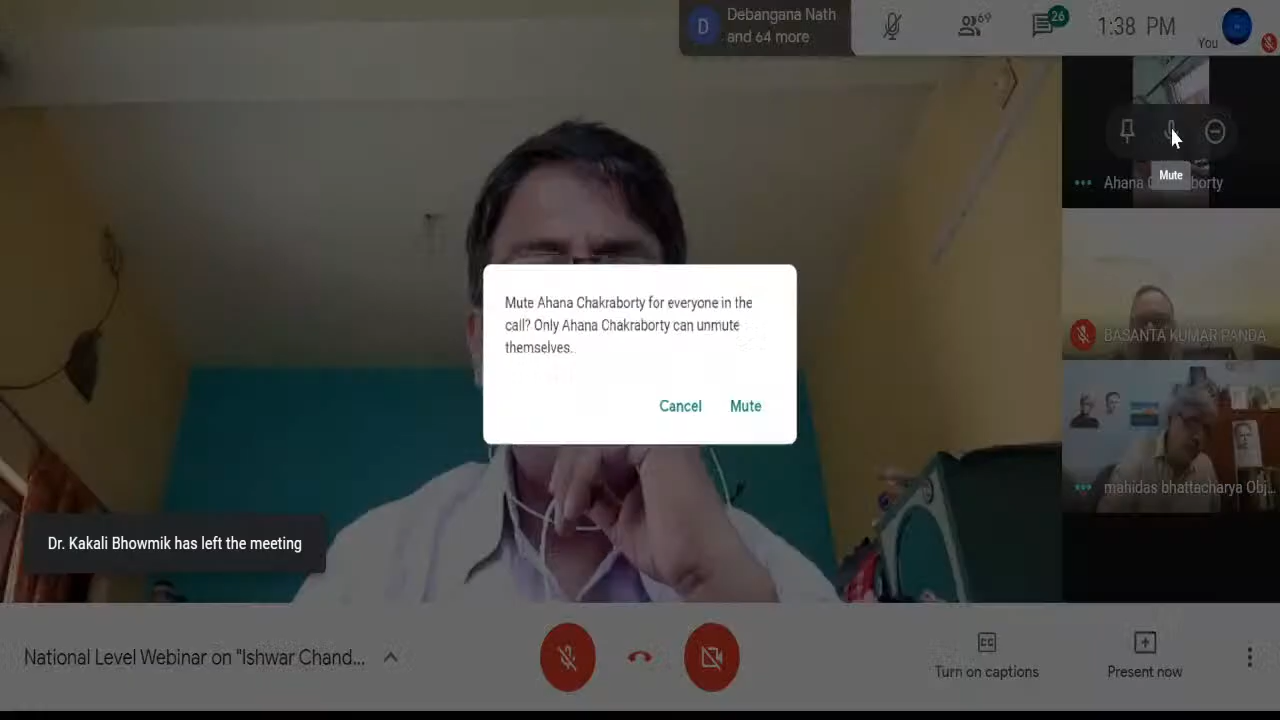 Debangana Nath
and 64 more
D
69
26
1:38 PM
You
Mute
Ahana
borty
Mute Ahana Chakraborty for everyone in the
call? Only Ahana Chakraborty can unmute
themselves.
Cancel
Mute
BASANTA KUMAR PANDA
mahidas bhattacharya Obj...
Dr. Kakali Bhowmik has left the meeting
National Level Webinar on "Ishwar Chand...
CC
Turn on captions
Present now